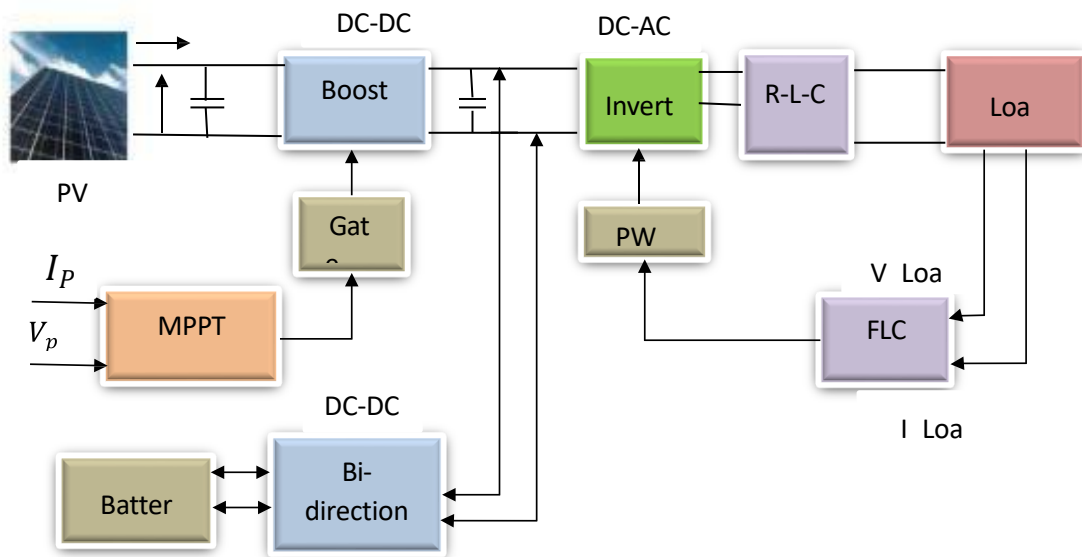 DC-DC
DC-AC
Boost
Invert
R-L-C
Loa
PV
Gat
PW
I_P
V_p
MPPT
V Loa
FLC
I Loa
DC-DC
Batter
Bi-
direction